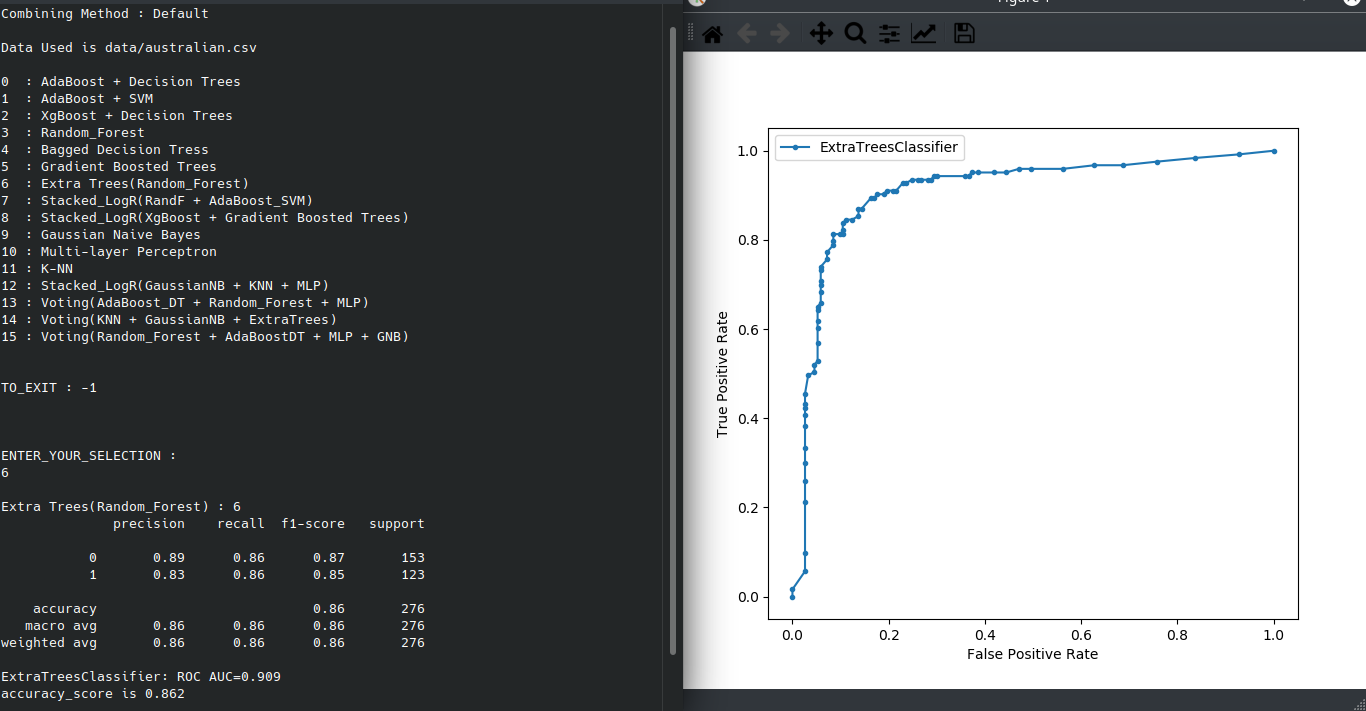 Combining Method : Default
Data Used is data/australian.csv
0  : AdaBoost + Decision Trees
1  : AdaBoost + SVM
2  : XgBoost + Decision Trees
3  : Random_Forest
4  : Bagged Decision Tress
5  : Gradient Boosted Trees
6  : Extra Trees(Random_Forest)
7  : Stacked_LogR(RandF + AdaBoost_SVM)
8  : Stacked_LogR(XgBoost + Gradient Boosted Trees)
9  : Gaussian Naive Bayes
10 : Multi-layer Perceptron
11 : K-NN
12 : Stacked_LogR(GaussianNB + KNN + MLP)
13 : Voting(AdaBoost_DT + Random_Forest + MLP)
14 : Voting(KNN + GaussianNB + ExtraTrees)
15 : Voting(Random_Forest + AdaBoostDT + MLP + GNB)
TO_EXIT : -1
ENTER_YOUR_SELECTION :
6
Extra Trees(Random_Forest) : 6
precision recall f1-score support
0 0.89 0.86 0.87 153
1 0.83 0.86 0.85 123
accuracy 0.86 276
macro avg 0.86 0.86 0.86 276
weighted avg 0.86 0.86 0.86 276
ExtraTreesClassifier: ROC AUC=0.909
accuracy_score is 0.862
ExtraTreesClassifier
1.0
0.8
0.6
0.4
0.2
0.0
True Positive Rate
0.0 0.2 0.4 0.6 0.8 1.0
False Positive Rate